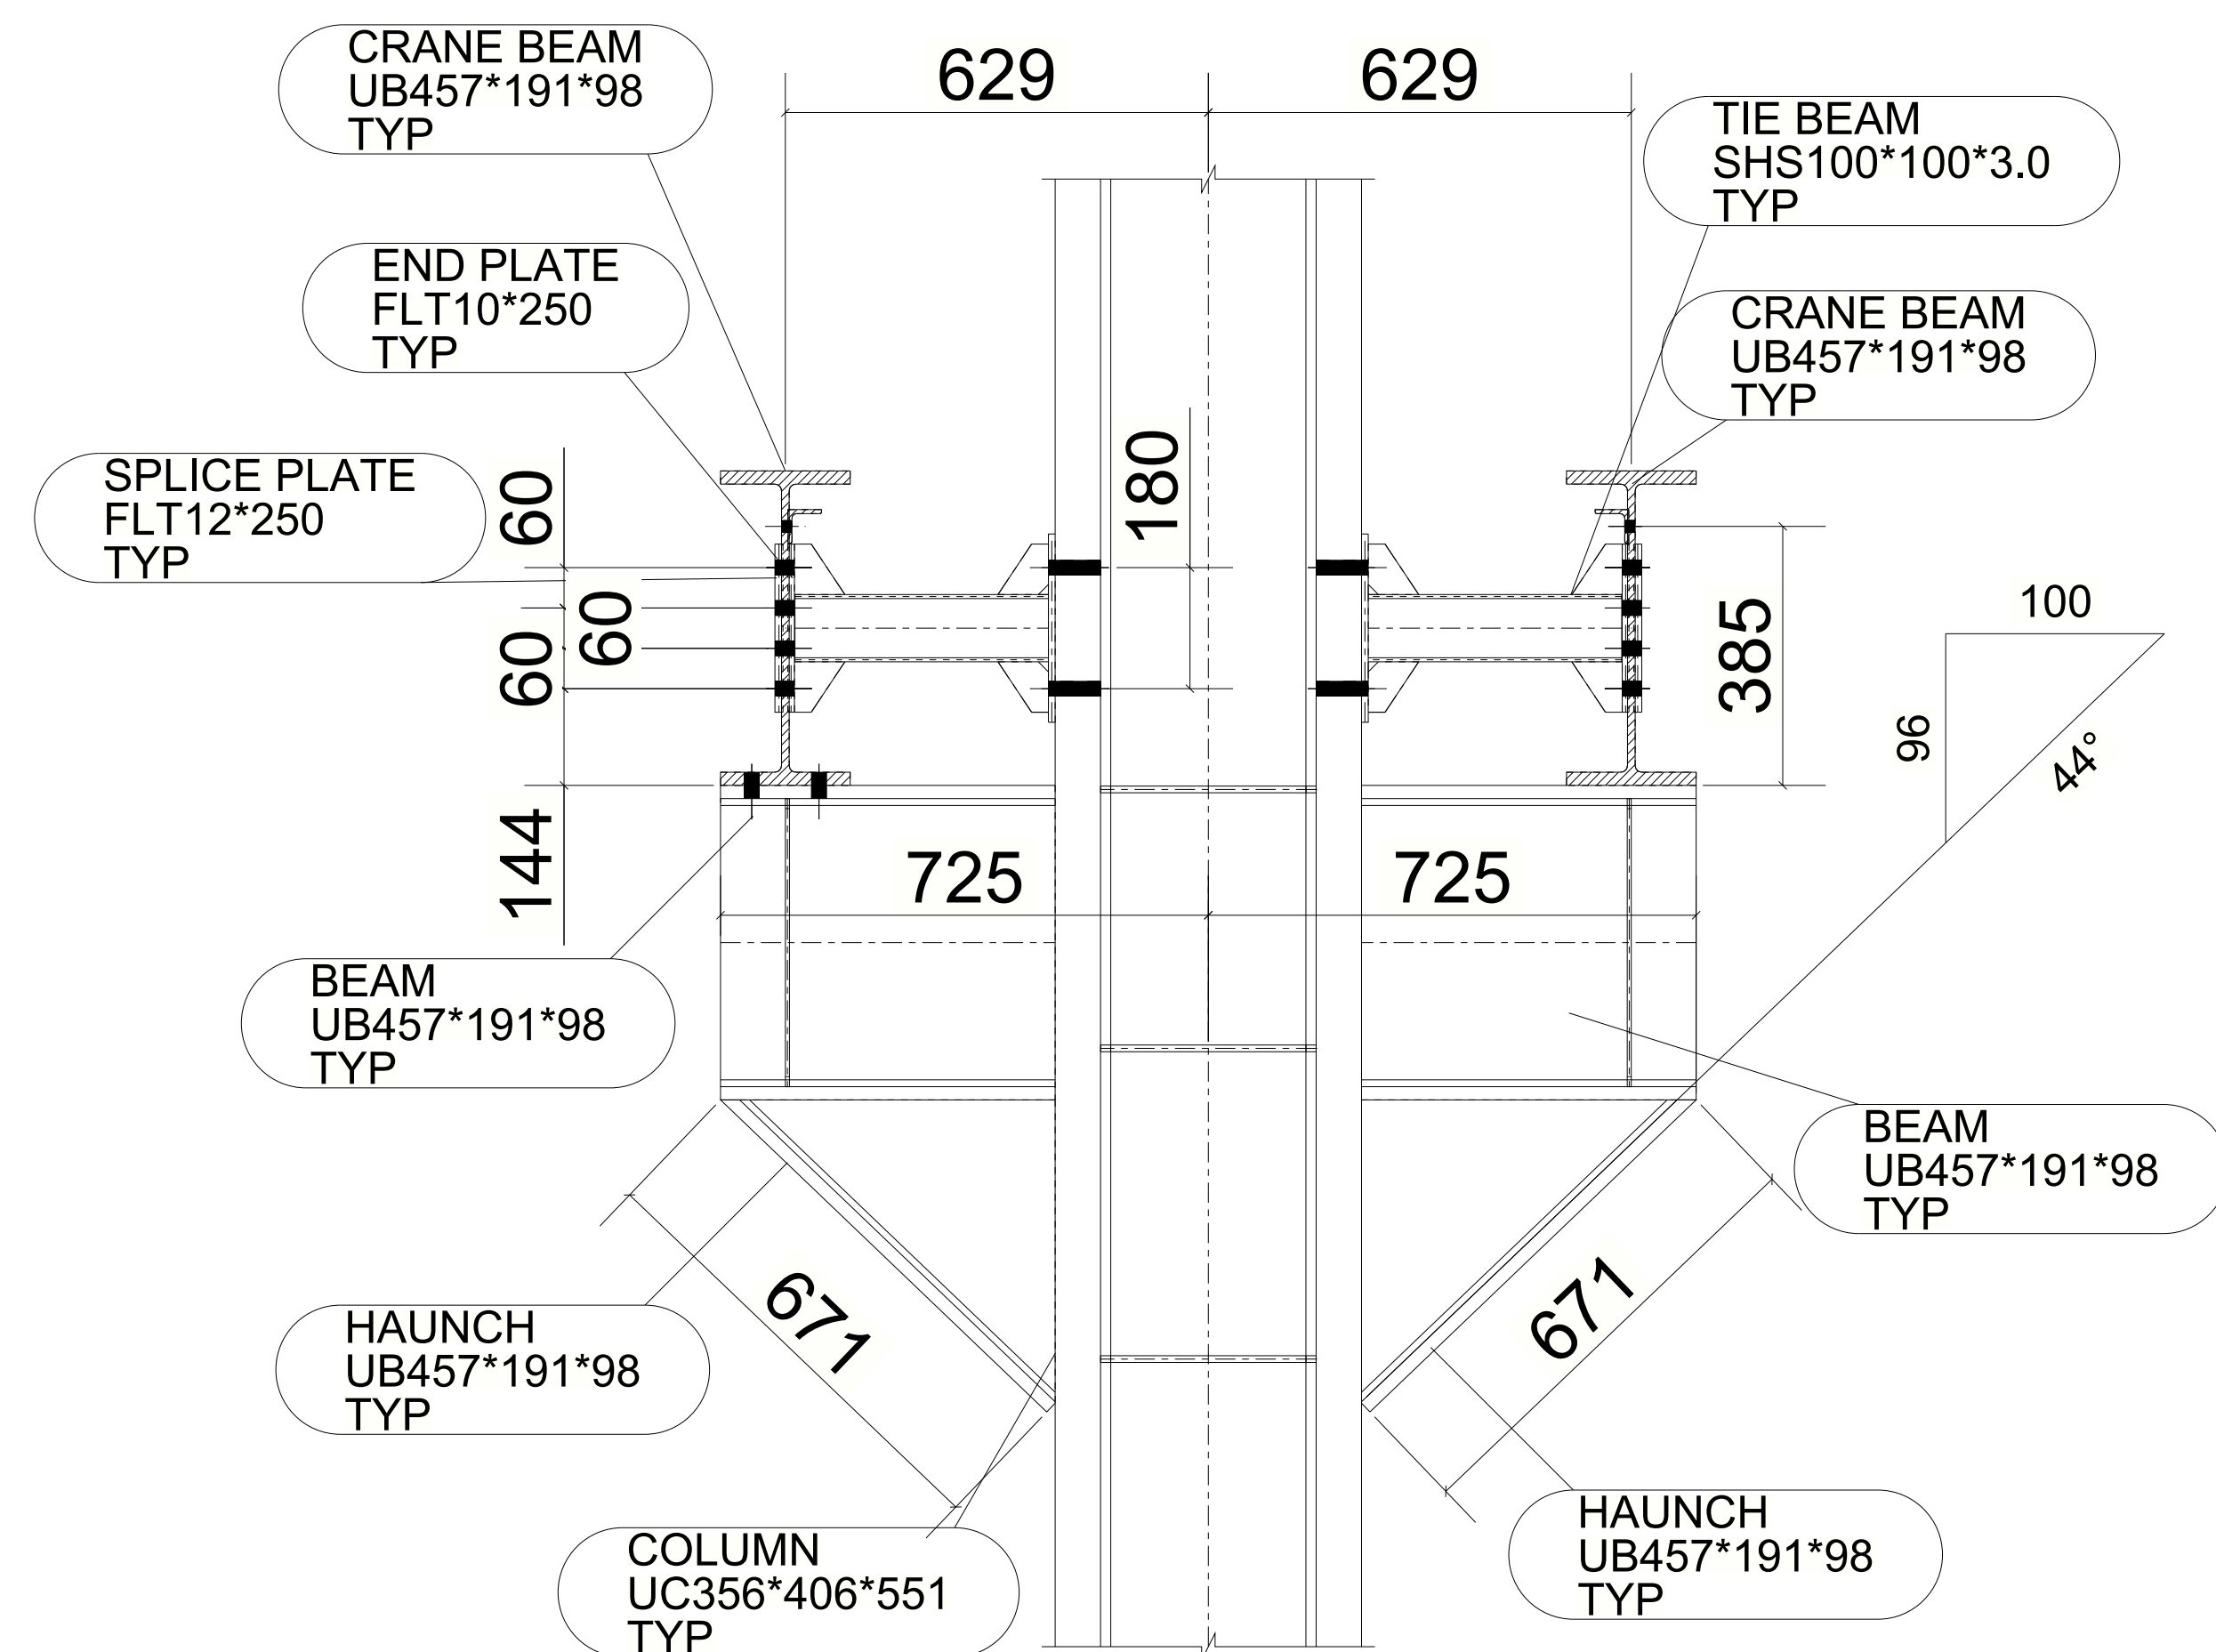 CRANE BEAM
UB457*191*98
TYP
629
629
TIE BEAM
SHS100*100*3.0
TYP
END PLATE
FLT10*250
TYP
CRANE BEAM
UB457*191*98
TYP
SPLICE PLATE
FLT12*250
TYP
60
60
60
180
385
100
96
44°
144
725
725
BEAM
UB457*191*98
TYP
BEAM
UB457*191*98
TYP
671
671
HAUNCH
UB457*191*98
TYP
HAUNCH
UB457*191*98
TYP
COLUMN
UC356*406*551
TYP